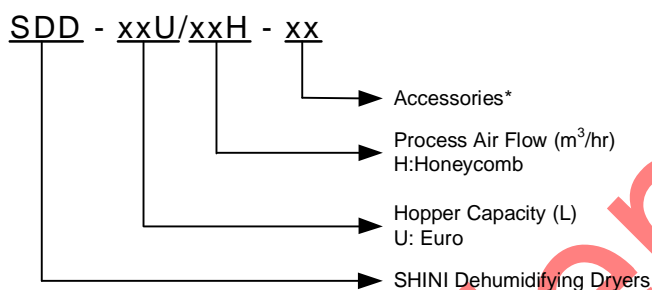 SDD - xxU/xxH - xx
Accessories*
Process Air Flow (m³/hr)
H:Honeycomb
Hopper Capacity (L)
U: Euro
SHINI Dehumidifying Dryers